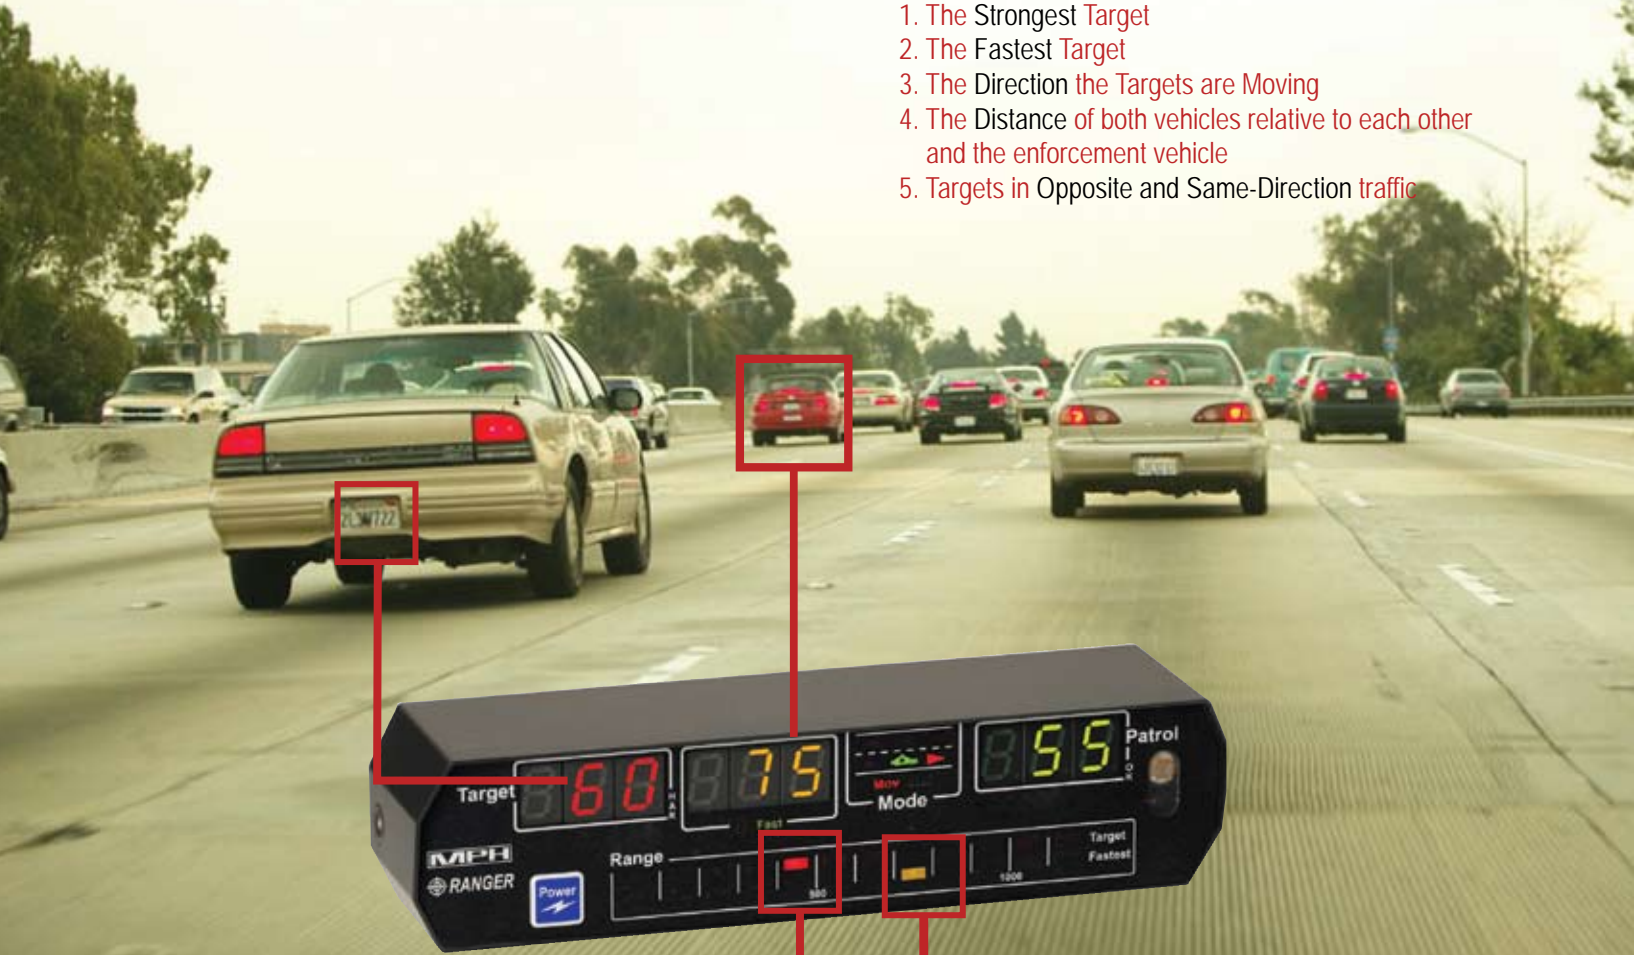 1. The Strongest Target
2. The Fastest Target
3. The Direction the Targets are Moving
4. The Distance of both vehicles relative to each other
and the enforcement vehicle
5. Targets in Opposite and Same-Direction traffic
Target 60 75 55 Patrol
Fast
Mov
Mode
MPH
RANGER
Power
Range
500
1000
Target
Fastest